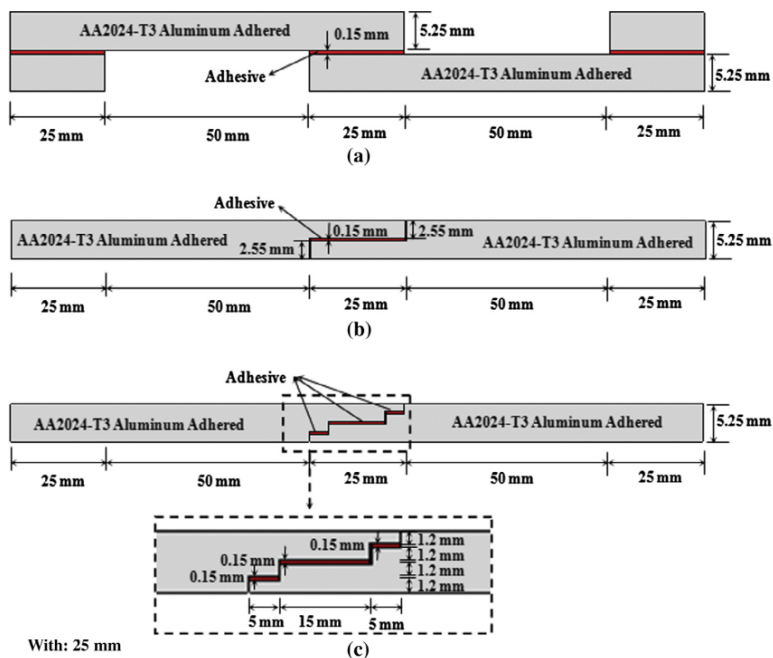 AA2024-T3 Aluminum Adhered
0.15 mm
5.25 mm
Adhesive
AA2024-T3 Aluminum Adhered
5.25 mm
25 mm
50 mm
25 mm
50 mm
25 mm
(a)
Adhesive
AA2024-T3 Aluminum Adhered
0.15 mm
2.55 mm
2.55 mm
AA2024-T3 Aluminum Adhered
5.25 mm
25 mm
50 mm
25 mm
50 mm
25 mm
(b)
Adhesive
AA2024-T3 Aluminum Adhered
AA2024-T3 Aluminum Adhered
5.25 mm
25 mm
50 mm
25 mm
50 mm
25 mm
0.15 mm
1.2 mm
1.2 mm
0.15 mm
1.2 mm
0.15 mm
1.2 mm
5 mm
15 mm
5 mm
With: 25 mm
(c)